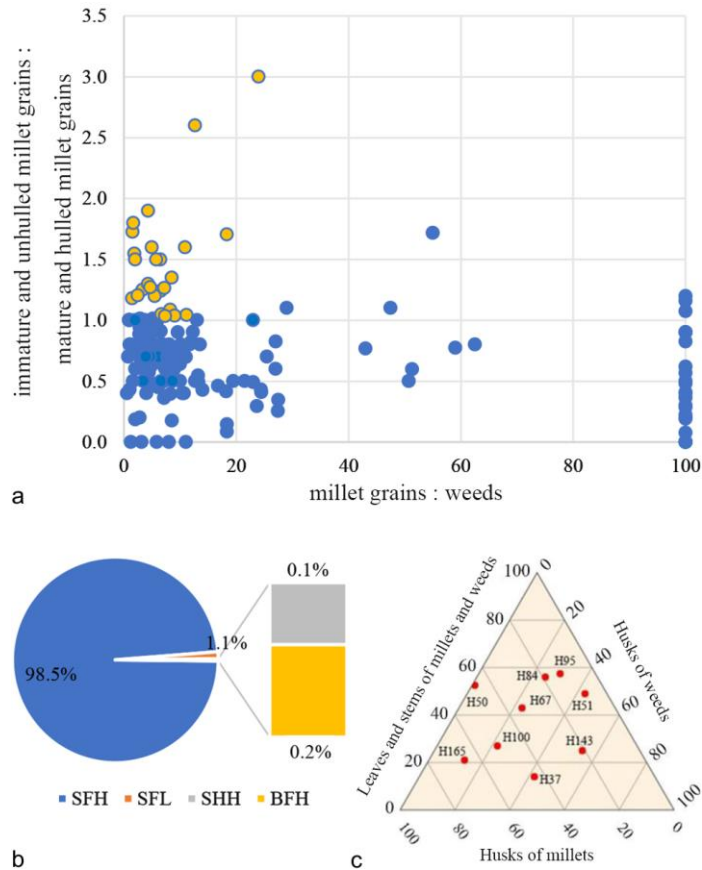 immature and unhulled millet grains :
mature and hulled millet grains
3.5
3.0
2.5
2.0
1.5
1.0
0.5
0.0
0 20 40 60 80 100
millet grains : weeds
a
98.5%
1.1%
0.1%
0.2%
SFH SFL SHH BFH
b
Leaves and stems of millets and weeds
Husks of weeds
Husks of millets
100
80
60
40
20
0
0
20
40
60
80
100
100 80 60 40 20 0
H95
H84
H50
H67
H51
H100
H143
H165
H37
c